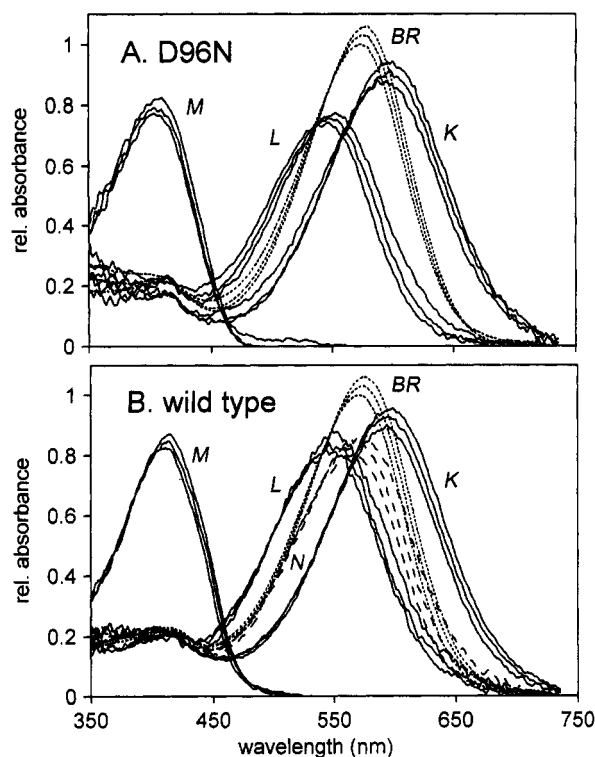 A. D96N
BR
M
L
K
rel. absorbance
1
0.8
0.6
0.4
0.2
0
B. wild type
BR
M
L
K
N
rel. absorbance
1
0.8
0.6
0.4
0.2
0
350 450 550 650 750
wavelength (nm)